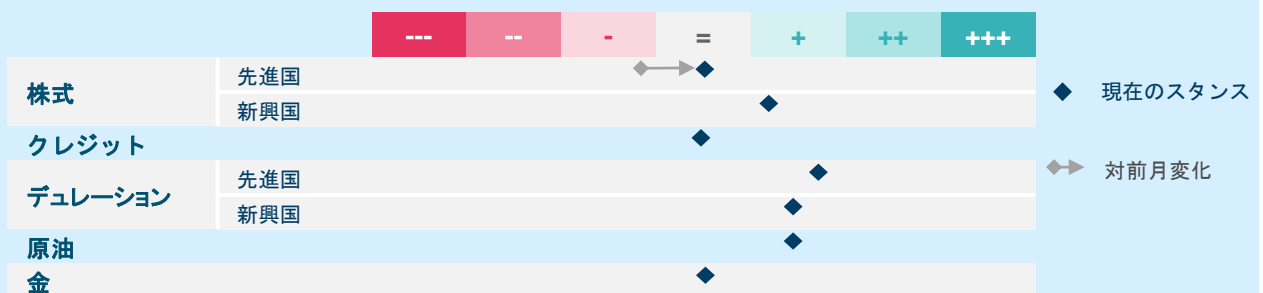 --- -- - = + ++ +++
株式
先進国
新興国
クレジット
デュレーション
先進国
新興国
原油
金
現在のスタンス
対前月変化